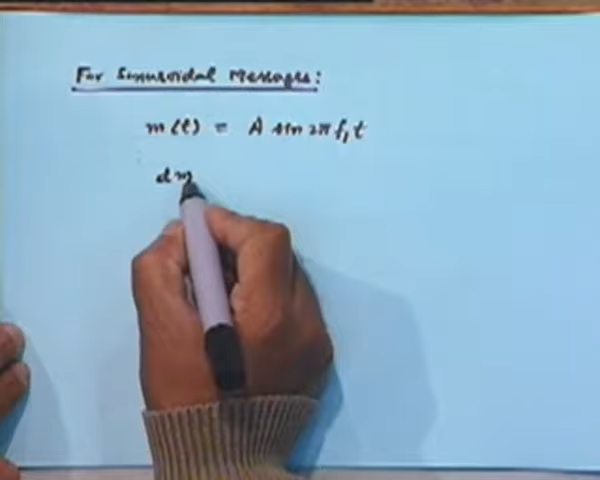 For Sinusoidal Messages:
m(t) = A sin 2π f₁ t
dm